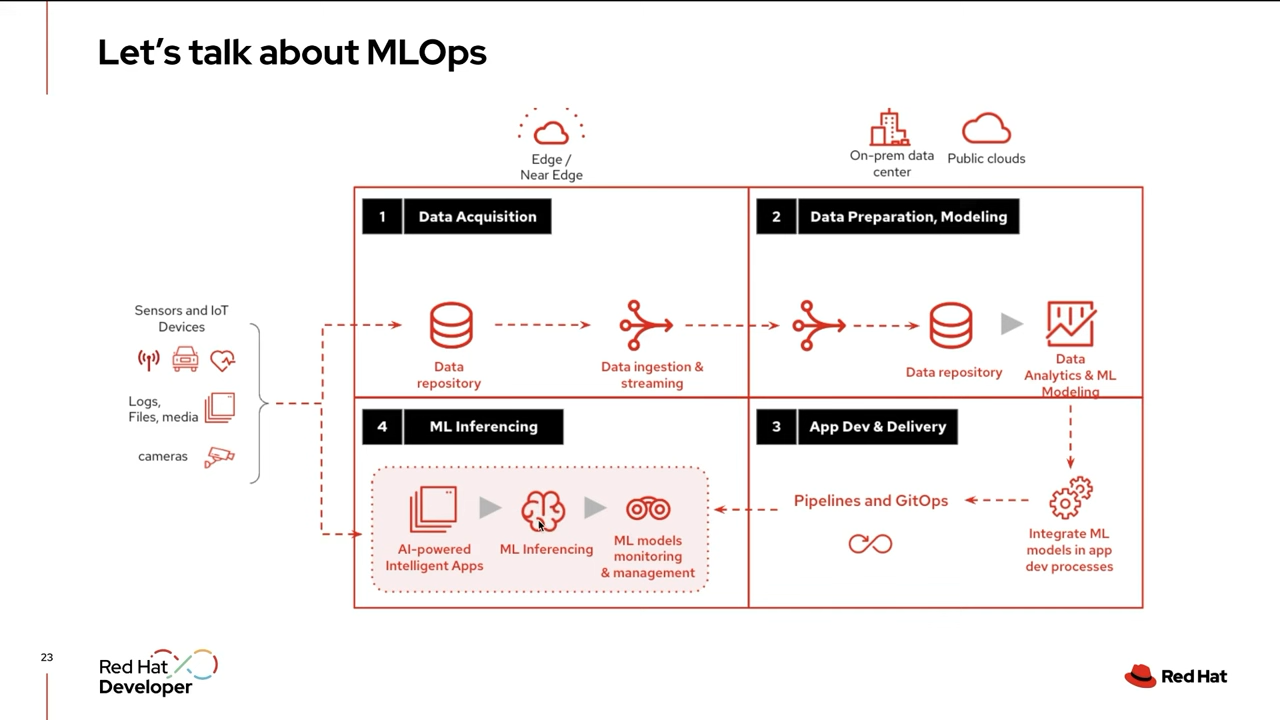 Let's talk about MLOps
Edge /
Near Edge
On-prem data
center
Public clouds
1
Data Acquisition
2
Data Preparation, Modeling
Sensors and IoT
Devices
Logs,
Files, media
cameras
Data
repository
Data ingestion &
streaming
Data repository
Data
Analytics & ML
Modeling
4
ML Inferencing
3
App Dev & Delivery
AI-powered
Intelligent Apps
ML Inferencing
ML models
monitoring
& management
Pipelines and GitOps
Integrate ML
models in app
dev processes
23
Red Hat
Developer
Red Hat